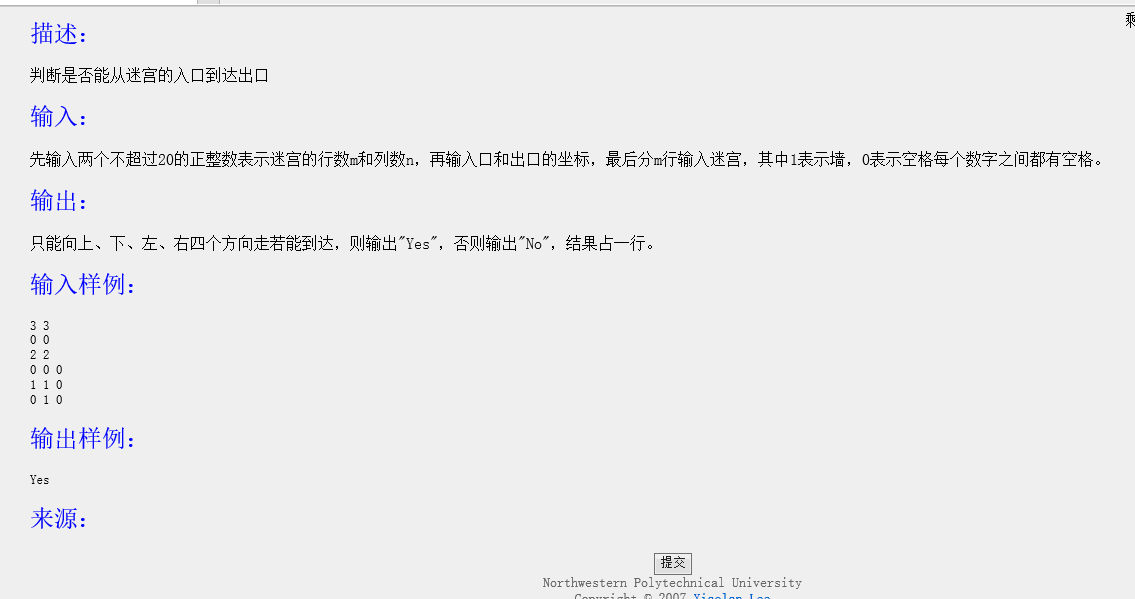 描述：
判断是否能从迷宫的入口到达出口
输入：
先输入两个不超过20的正整数表示迷宫的行数m和列数n，再输入口和出口的坐标，最后分m行输入迷宫，其中1表示墙，0表示空格每个数字之间都有空格。
输出：
只能向上、下、左、右四个方向走若能到达，则输出"Yes"，否则输出"No"，结果占一行。
输入样例：
3 3
0 0
2 2
0 0 0
1 1 0
0 1 0
输出样例：
Yes
来源：
提交
Northwestern Polytechnical University
Copyright © 2007